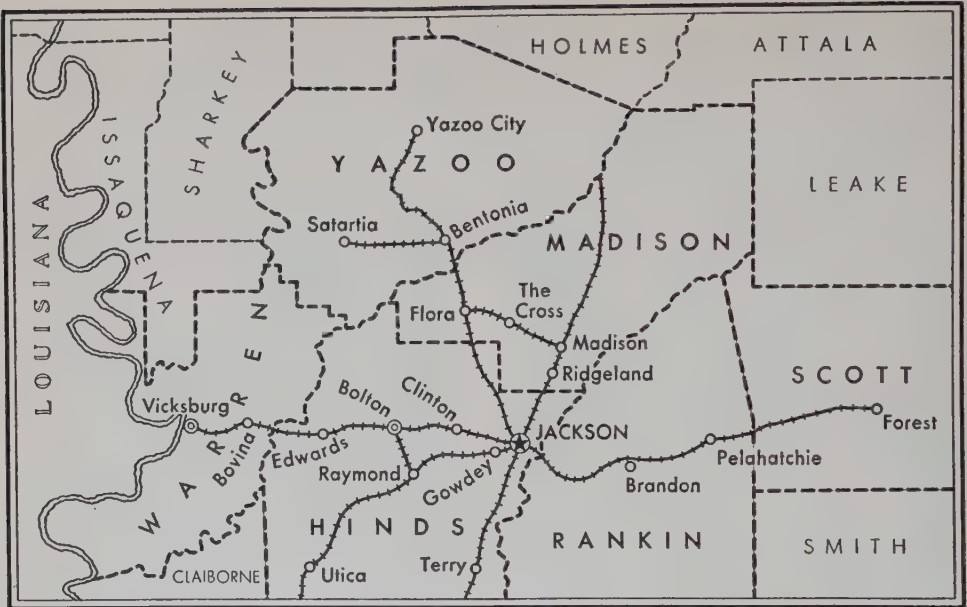 HOLMES
ATTALA
SHARKEY
ISSAQUENA
LOUISIANA
Yazoo City
YAZOO
LEAKE
Satartia
Bentonia
MADISON
Flora
The
Cross
Madison
Ridgeland
WARREN
SCOTT
Vicksburg
Bovina
Edwards
Bolton
Clinton
JACKSON
Forest
Raymond
Gowdey
Pelahatchie
Brandon
HINDS
RANKIN
SMITH
CLAIBORNE
Utica
Terry